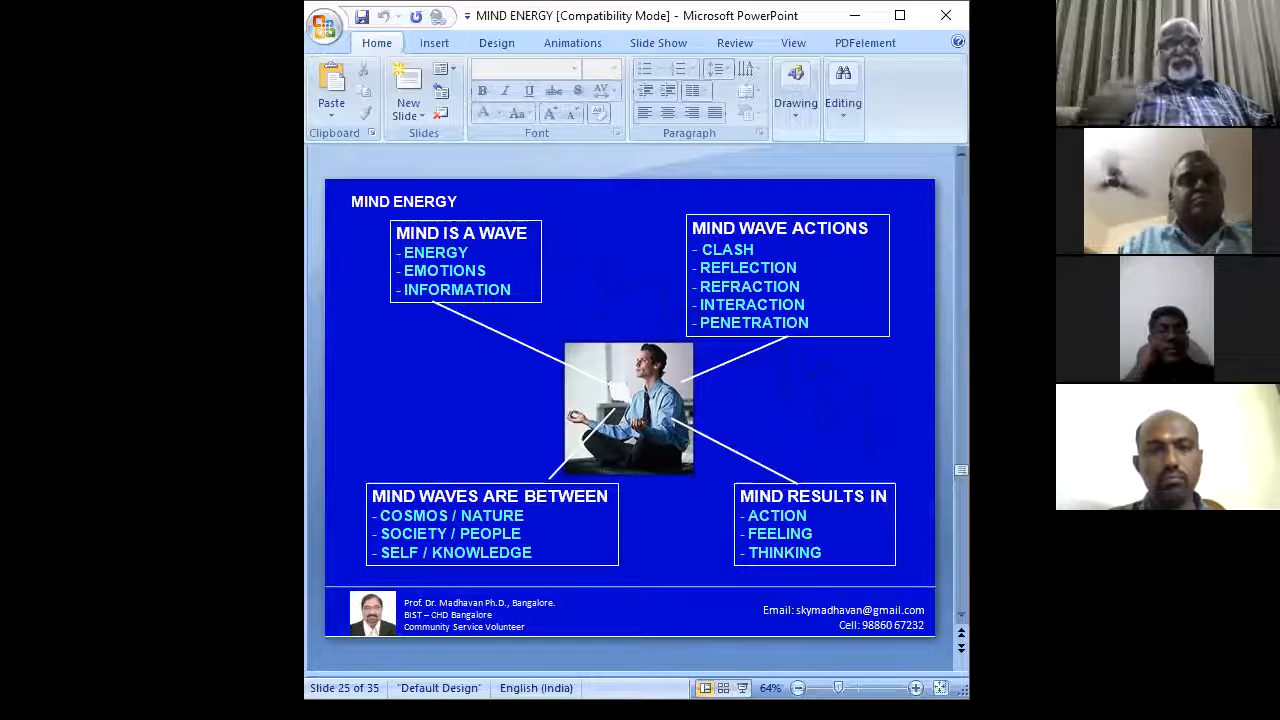 MIND ENERGY [Compatibility Mode] - Microsoft PowerPoint
Home Insert Design Animations Slide Show Review View PDFelement
Paste
New
Slide
Drawing
Editing
Clipboard Slides Font Paragraph
MIND ENERGY
MIND IS A WAVE
- ENERGY
- EMOTIONS
- INFORMATION
MIND WAVE ACTIONS
- CLASH
- REFLECTION
- REFRACTION
- INTERACTION
- PENETRATION
MIND WAVES ARE BETWEEN
- COSMOS / NATURE
- SOCIETY / PEOPLE
- SELF / KNOWLEDGE
MIND RESULTS IN
- ACTION
- FEELING
- THINKING
Prof. Dr. Madhavan Ph.D., Bangalore.
BIST – CHD Bangalore
Community Service Volunteer
Email: skymadhavan@gmail.com
Cell: 98860 67232
Slide 25 of 35 "Default Design" English (India) 64%